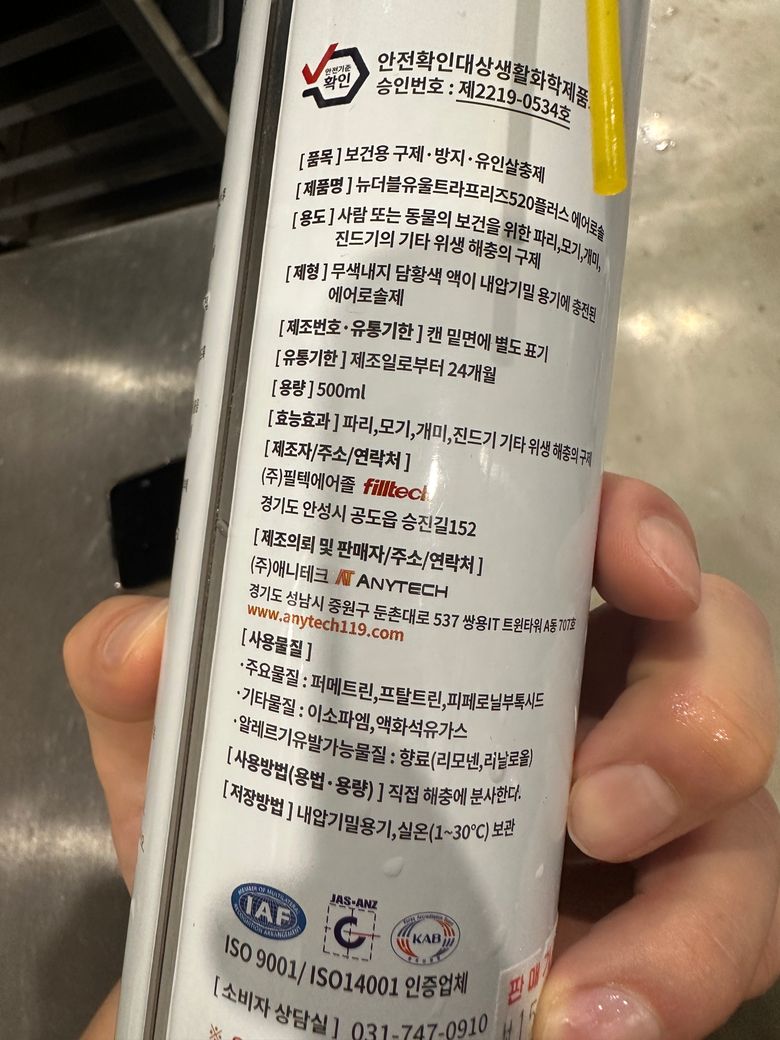 안전기준
확인
안전확인대상생활화학제품
승인번호 : 제2219-0534호
[ 품목 ] 보건용 구제·방지·유인살충제
[ 제품명 ] 뉴더블유울트라프리즈520플러스 에어로솔
[ 용도 ] 사람 또는 동물의 보건을 위한 파리,모기,개미,
진드기의 기타 위생 해충의 구제
[ 제형 ] 무색내지 담황색 액이 내압기밀 용기에 충전된
에어로솔제
[ 제조번호·유통기한 ] 캔 밑면에 별도 표기
[ 유통기한 ] 제조일로부터 24개월
[ 용량 ] 500ml
[ 효능효과 ] 파리,모기,개미,진드기 기타 위생 해충의 구제
[ 제조자/주소/연락처 ]
(주)필텍에어졸 filltech
경기도 안성시 공도읍 승진길152
[ 제조의뢰 및 판매자/주소/연락처 ]
(주)애니테크 AT ANYTECH
경기도 성남시 중원구 둔촌대로 537 쌍용IT 트윈타워 A동 707호
www.anytech119.com
[ 사용물질 ]
·주요물질 : 퍼메트린,프탈트린,피페로닐부톡시드
·기타물질 : 이소파엠,액화석유가스
·알레르기유발가능물질 : 향료(리모넨,리날로올)
[ 사용방법(용법·용량) ] 직접 해충에 분사한다.
[ 저장방법 ] 내압기밀용기,실온(1~30℃) 보관
MEMBER OF MULTILATERAL
IAF
RECOGNITION ARRANGEMENT
JAS-ANZ
KAB
ISO 9001/ ISO14001 인증업체
[ 소비자 상담실 ] 031-747-0910
판 매